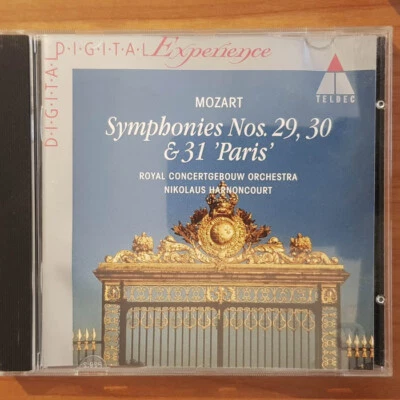 DIGITAL
DIGITAL Experience
TELDEC
MOZART
Symphonies Nos. 29, 30
& 31 'Paris'
ROYAL CONCERTGEBOUW ORCHESTRA
NIKOLAUS HARNONCOURT